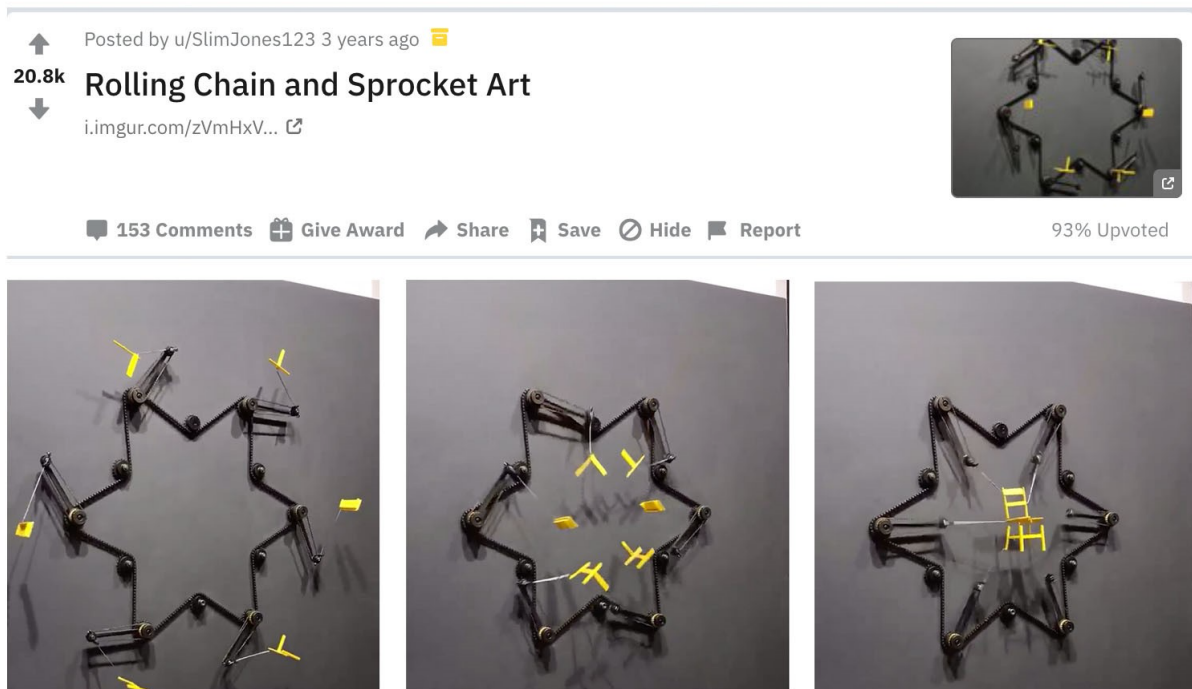 Posted by u/SlimJones123 3 years ago
20.8k
Rolling Chain and Sprocket Art
i.imgur.com/zVmHxV...
153 Comments Give Award Share Save Hide Report 93% Upvoted